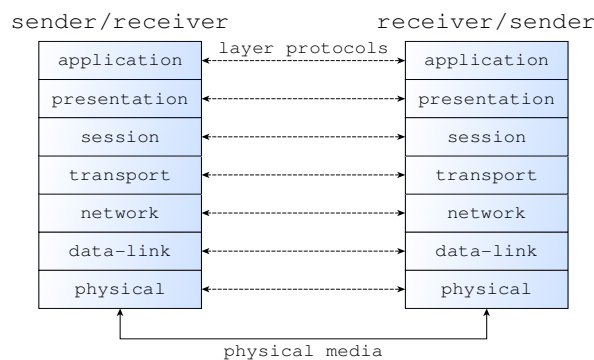 sender/receiver receiver/sender
layer protocols
application application
presentation presentation
session session
transport transport
network network
data-link data-link
physical physical
physical media